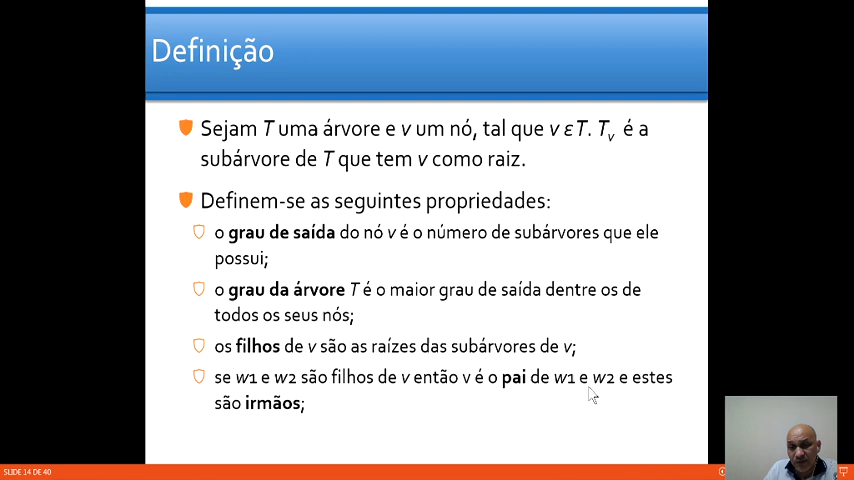 Definição
Sejam T uma árvore e v um nó, tal que v ε T. Tv é a
subárvore de T que tem v como raiz.
Definem-se as seguintes propriedades:
o grau de saída do nó v é o número de subárvores que ele
possui;
o grau da árvore T é o maior grau de saída dentre os de
todos os seus nós;
os filhos de v são as raízes das subárvores de v;
se w1 e w2 são filhos de v então v é o pai de w1 e w2 e estes
são irmãos;
SLIDE 14 DE 40